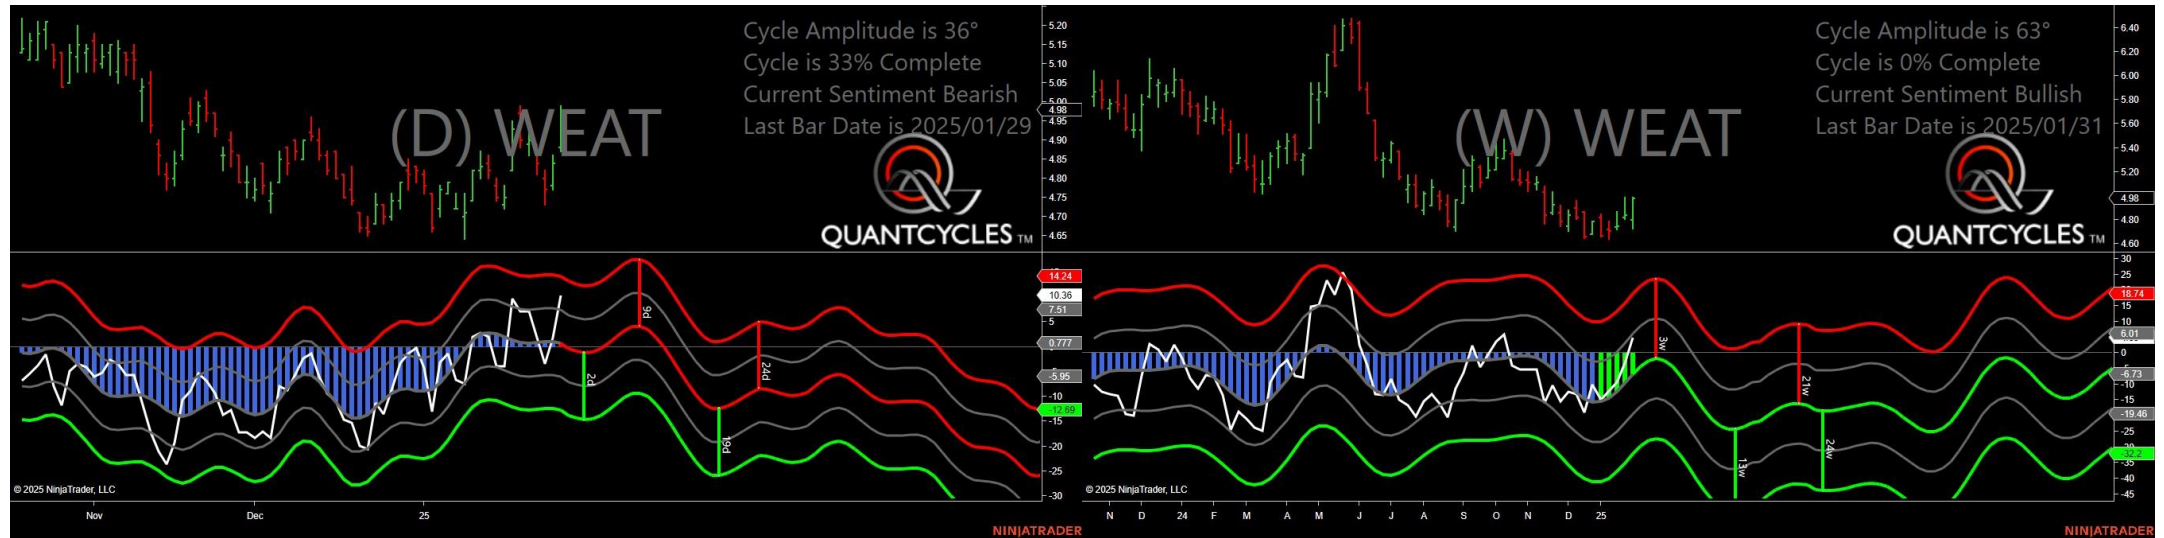 Cycle Amplitude is 36°
Cycle is 33% Complete
Current Sentiment Bearish
Last Bar Date is 2025/01/29
(D) WEAT
QUANTCYCLES TM
5.20
5.15
5.10
5.05
5.00
4.98
4.95
4.90
4.85
4.80
4.75
4.70
4.65
14.24
10.36
7.51
5
0.777
-5.95
-10
-12.69
-15
-20
-25
-30
2d
9d
19d
24d
© 2025 NinjaTrader, LLC
Nov
Dec
25
NINJATRADER
Cycle Amplitude is 63°
Cycle is 0% Complete
Current Sentiment Bullish
Last Bar Date is 2025/01/31
(W) WEAT
QUANTCYCLES TM
6.40
6.20
6.00
5.80
5.60
5.40
5.20
4.98
4.80
4.60
30
25
18.74
15
10
6.01
0
-6.73
-10
-15
-19.46
-25
-32.2
-35
-40
-45
3w
13w
21w
24w
© 2025 NinjaTrader, LLC
N D 24 F M A M J J A S O N D 25
NINJATRADER